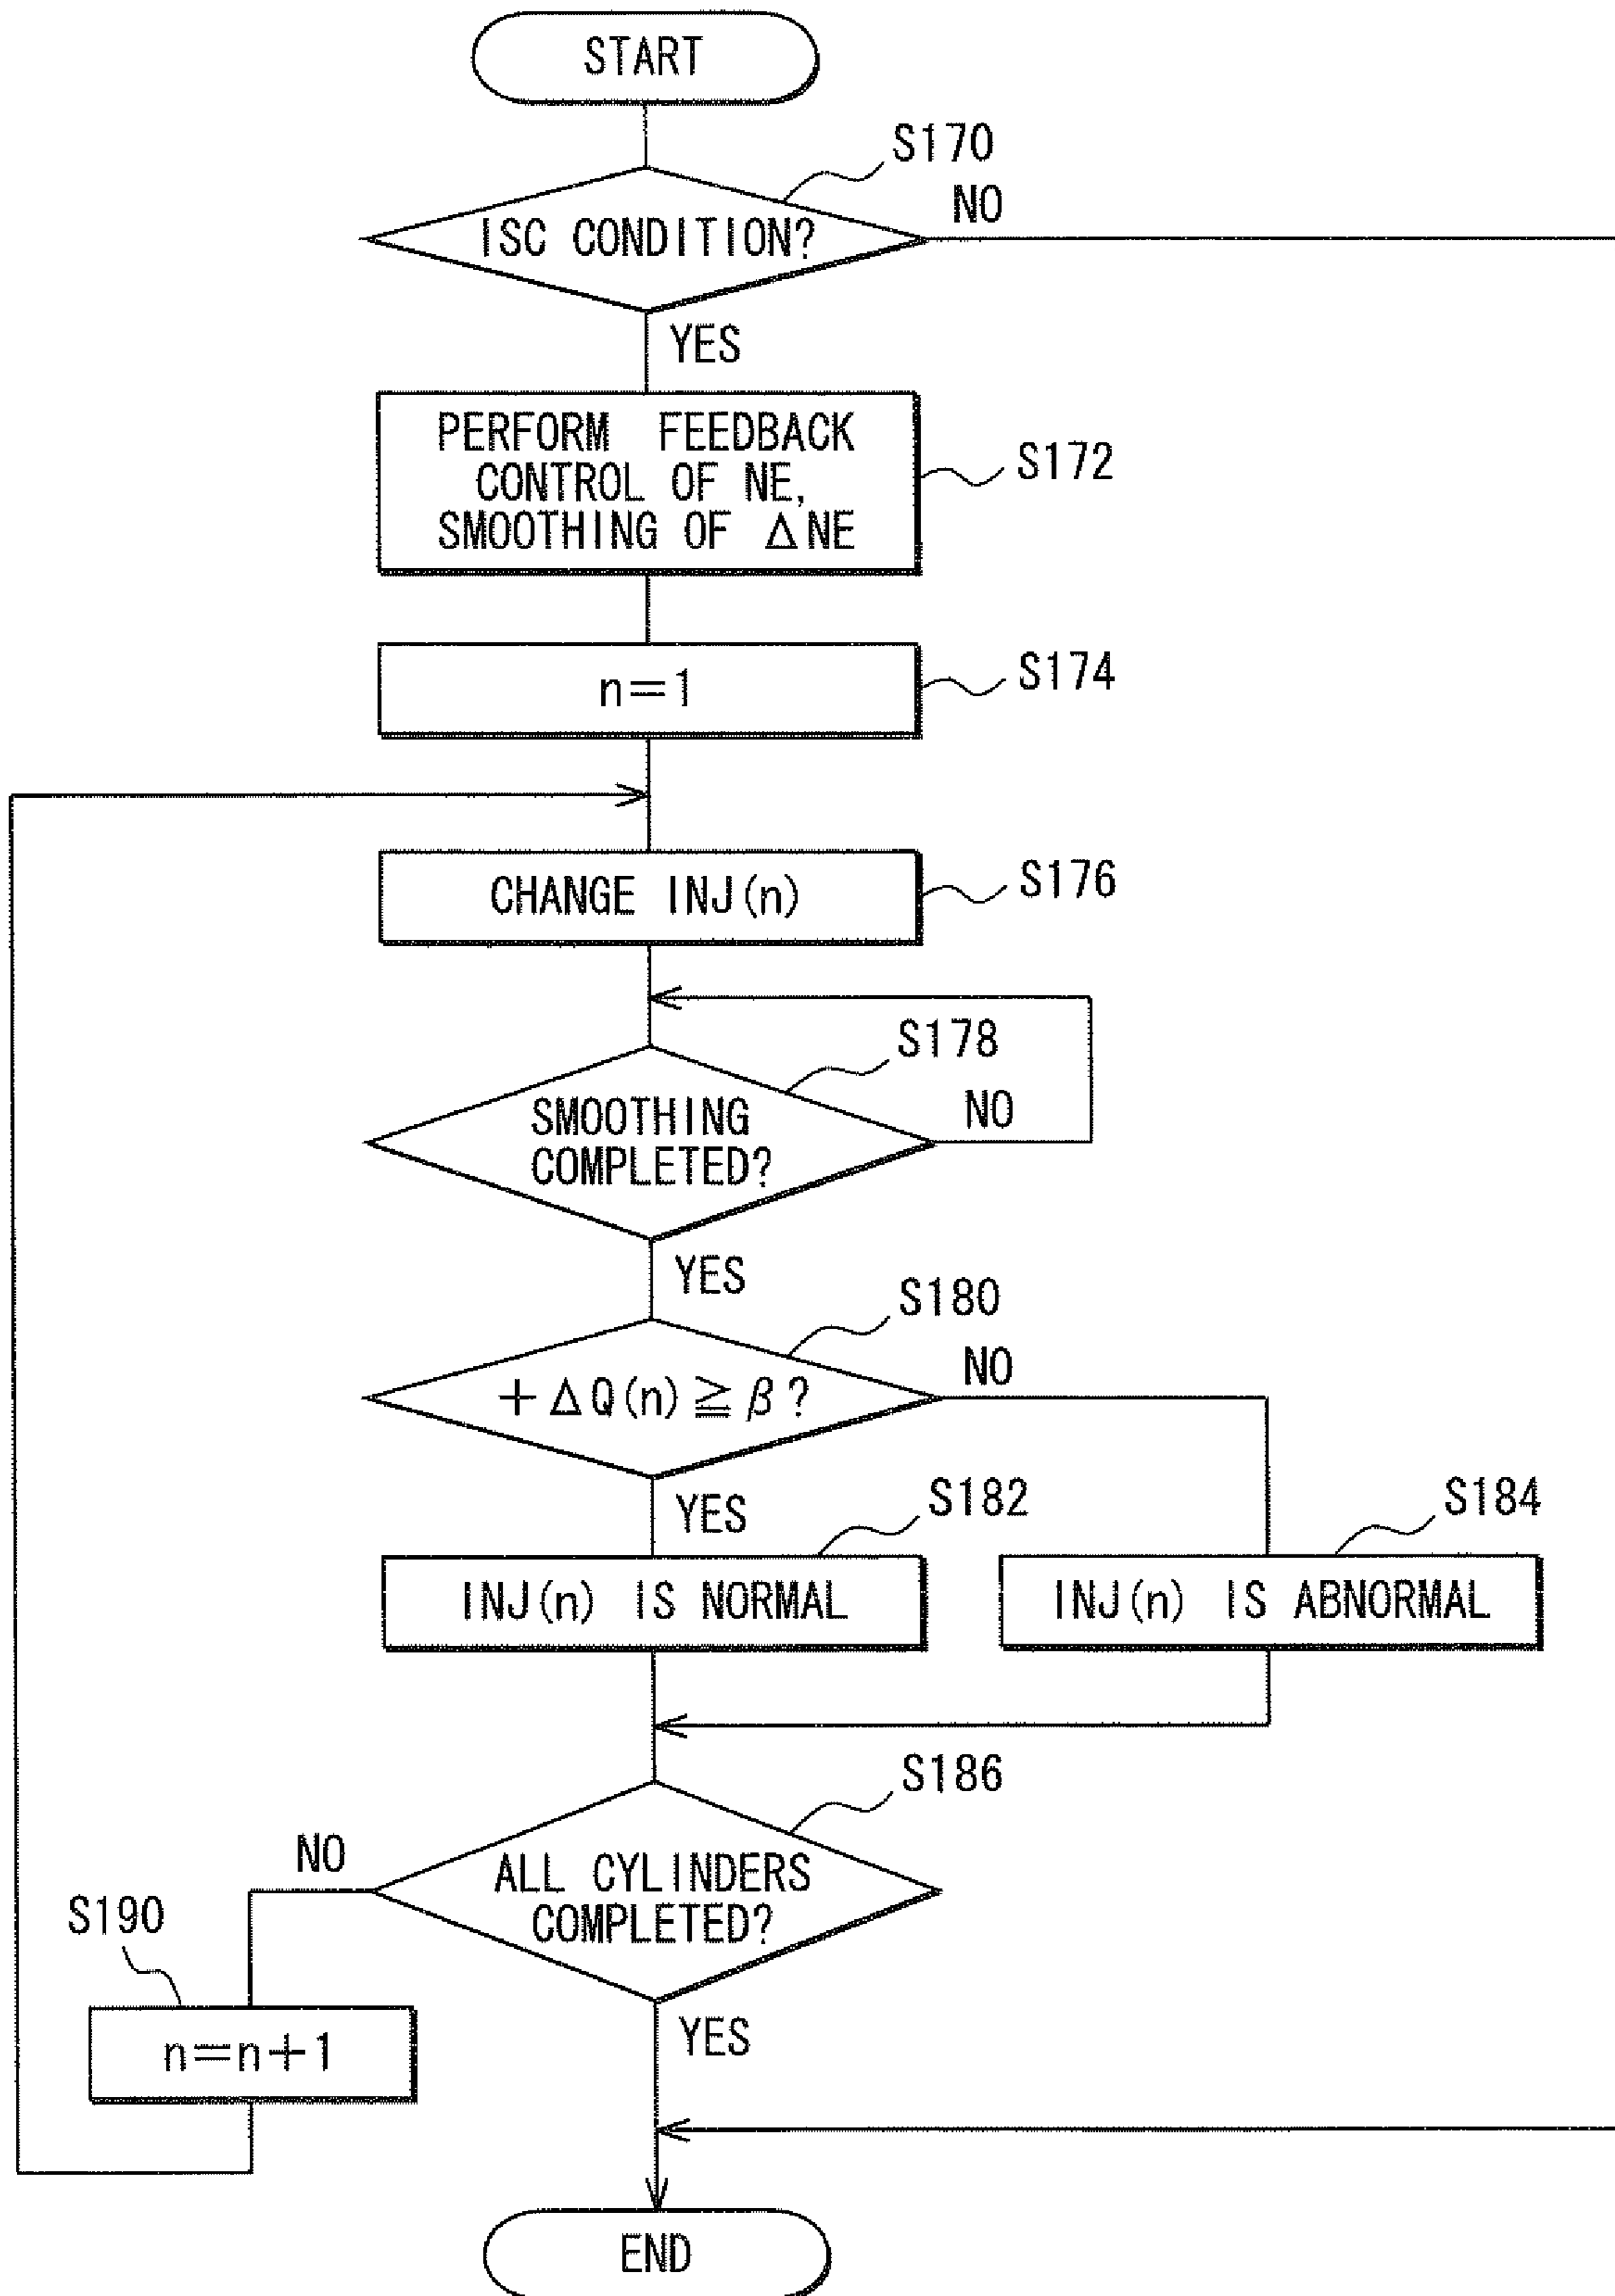 START
S170
ISC CONDITION?
NO
YES
PERFORM FEEDBACK
CONTROL OF NE,
SMOOTHING OF ΔNE
S172
n=1
S174
CHANGE INJ(n)
S176
S178
SMOOTHING
COMPLETED?
NO
YES
S180
+ΔQ(n)≧β?
NO
YES
S182
S184
INJ(n) IS NORMAL
INJ(n) IS ABNORMAL
S186
ALL CYLINDERS
COMPLETED?
NO
S190
n=n+1
YES
END